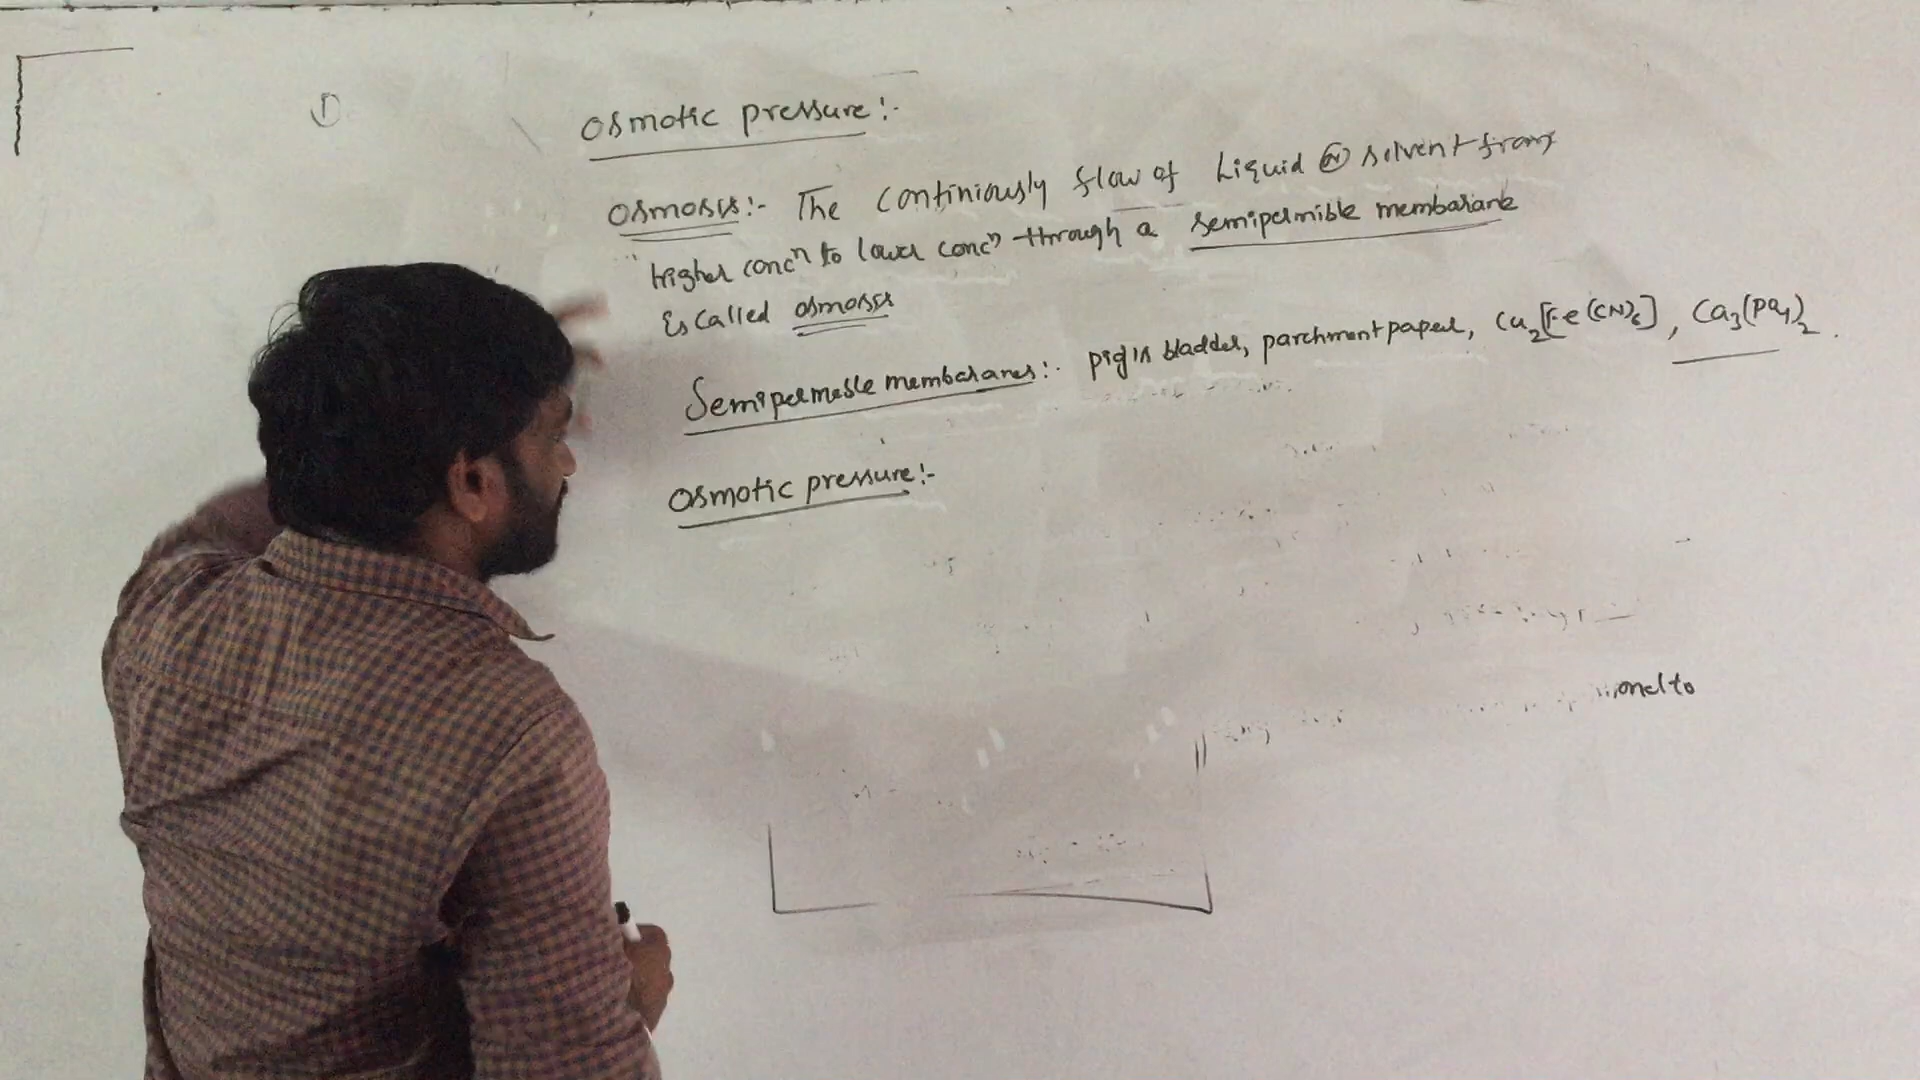 ①
Osmotic pressure:-
Osmosis:- The continiously flow of Liquid (or) solvent from
higher concn to lower concn through a semipermible membarane
is called osmosis
Semipermeable membaranes:- pig's bladder, parchment paper, Cu2[Fe(CN)6], Ca3(PO4)2.
Osmotic pressure:-